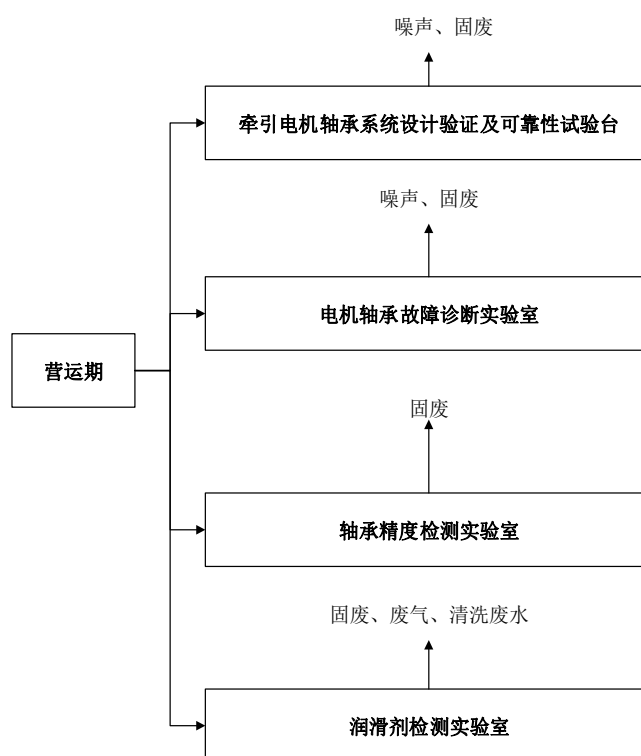 噪声、固废
牵引电机轴承系统设计验证及可靠性试验台
噪声、固废
电机轴承故障诊断实验室
营运期
固废
轴承精度检测实验室
固废、废气、清洗废水
润滑剂检测实验室